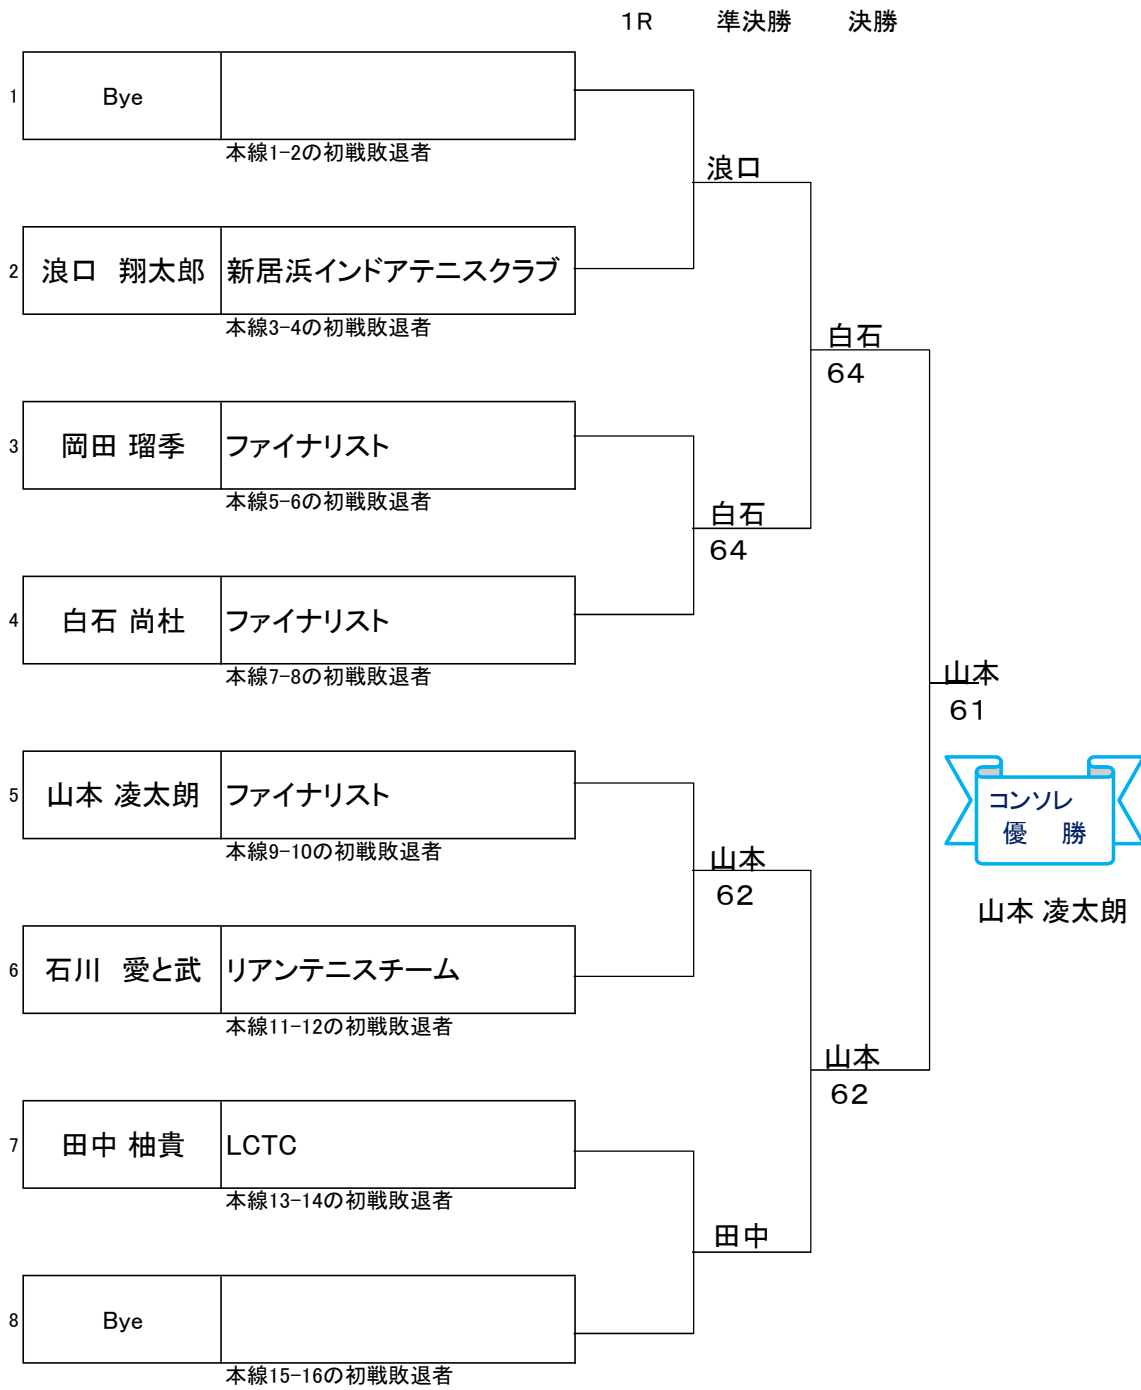 1R 準決勝 決勝
1 Bye
本線1-2の初戦敗退者
浪口
2 浪口 翔太郎 新居浜インドアテニスクラブ
本線3-4の初戦敗退者
白石
64
3 岡田 瑠季 ファイナリスト
本線5-6の初戦敗退者
白石
64
4 白石 尚杜 ファイナリスト
本線7-8の初戦敗退者
山本
61
5 山本 凌太朗 ファイナリスト
コンソレ
優 勝
本線9-10の初戦敗退者
山本
62
山本 凌太朗
6 石川 愛と武 リアンテニスチーム
本線11-12の初戦敗退者
山本
62
7 田中 柚貴 LCTC
本線13-14の初戦敗退者
田中
8 Bye
本線15-16の初戦敗退者